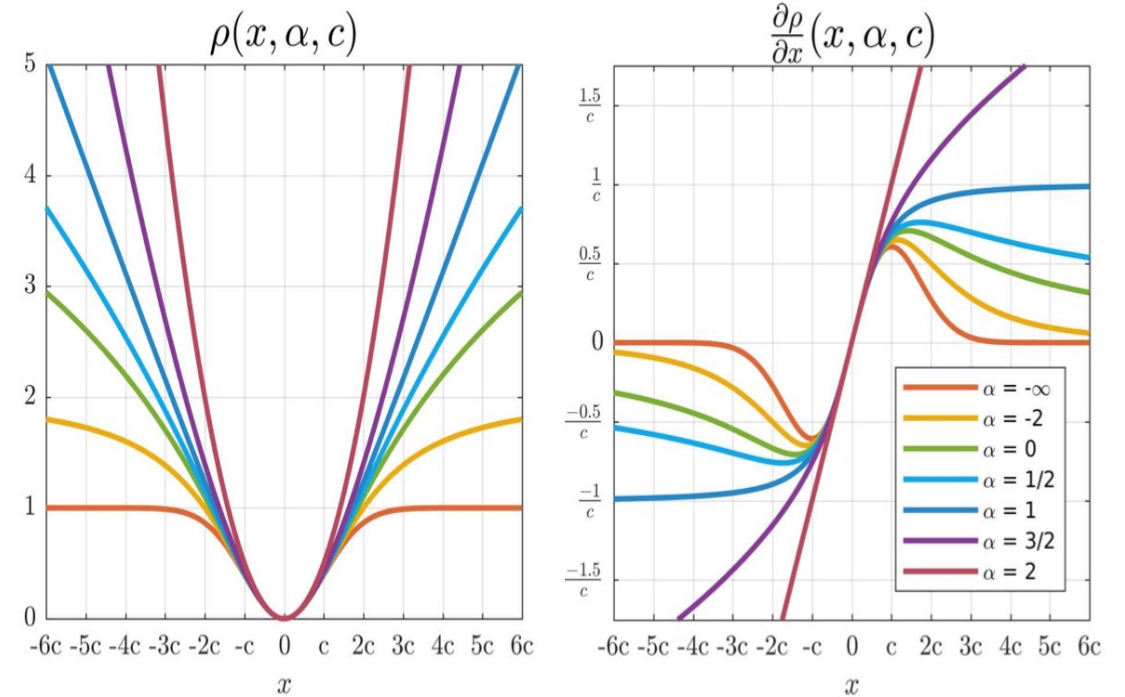 ρ(x, α, c)
5
4
3
2
1
0
-6c -5c -4c -3c -2c -c 0 c 2c 3c 4c 5c 6c
x
∂ρ/∂x (x, α, c)
1.5/c
1/c
0.5/c
0
-0.5/c
-1/c
-1.5/c
α = -∞
α = -2
α = 0
α = 1/2
α = 1
α = 3/2
α = 2
-6c -5c -4c -3c -2c -c 0 c 2c 3c 4c 5c 6c
x